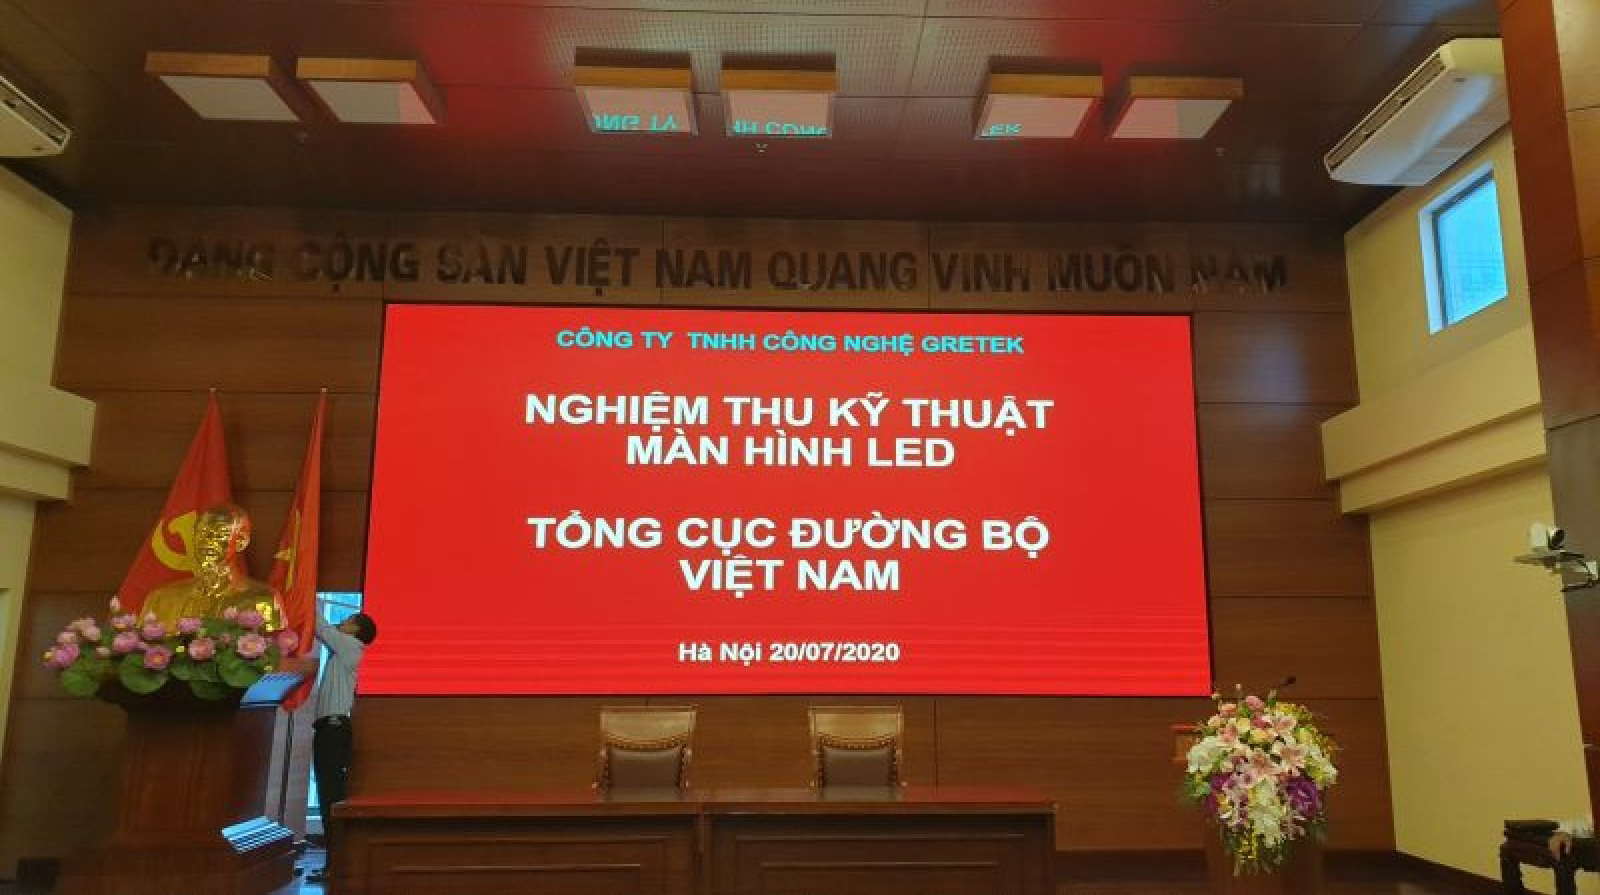 ĐẢNG CỘNG SẢN VIỆT NAM QUANG VINH MUÔN NĂM
CÔNG TY TNHH CÔNG NGHỆ GRETEK
NGHIỆM THU KỸ THUẬT
MÀN HÌNH LED
TỔNG CỤC ĐƯỜNG BỘ
VIỆT NAM
Hà Nội 20/07/2020